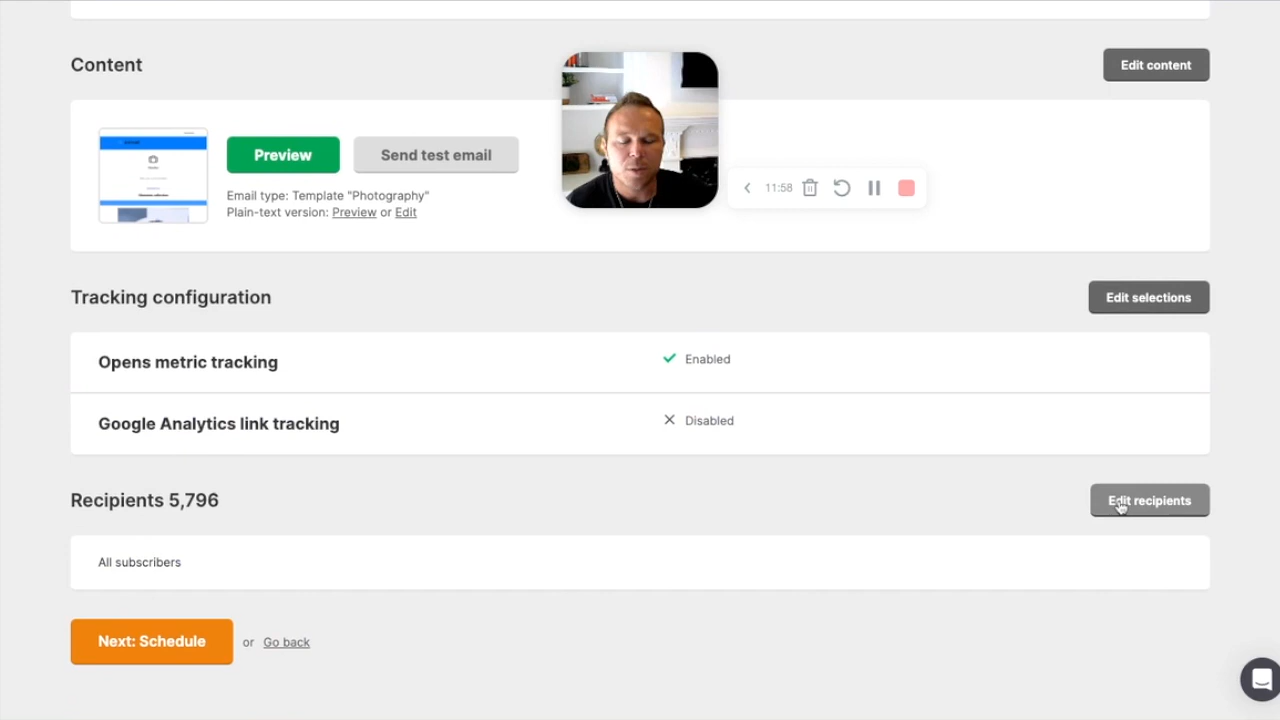 Content
Edit content
Preview
Send test email
Email type: Template "Photography"
Plain-text version: Preview or Edit
11:58
Tracking configuration
Edit selections
Opens metric tracking
Enabled
Google Analytics link tracking
Disabled
Recipients 5,796
Edit recipients
All subscribers
Next: Schedule
or Go back